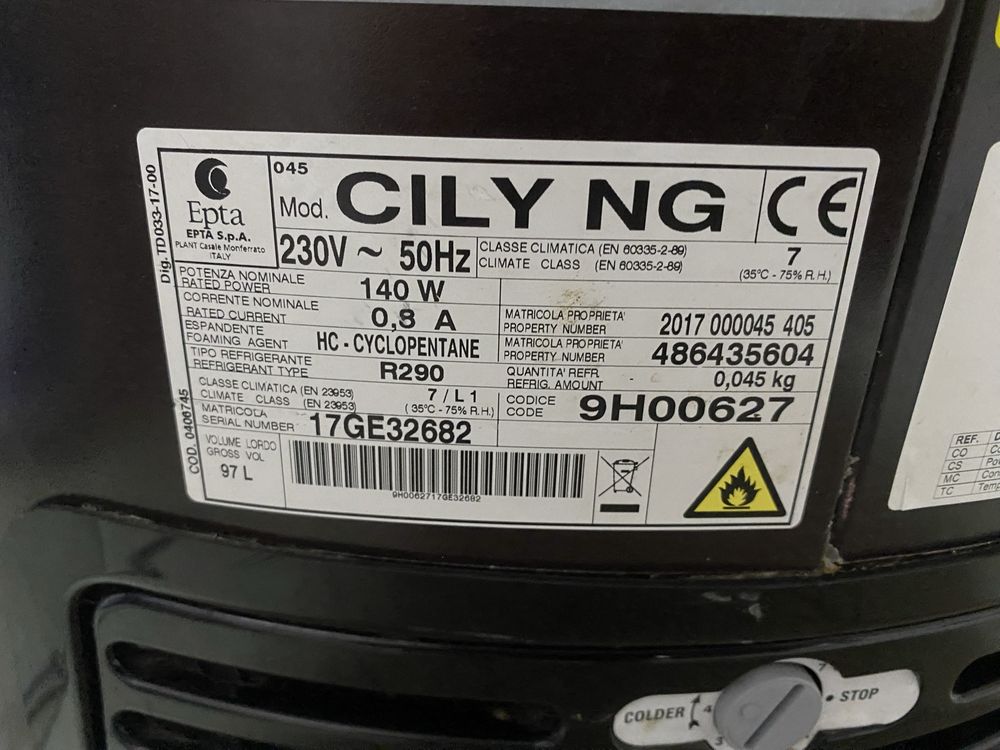 Dig. TD033-17-00
COD. 0406745
Epta
EPTA S.p.A.
PLANT Casale Monferrato
ITALY
045
Mod. CILY NG
CE
230V ~ 50Hz
CLASSE CLIMATICA (EN 60335-2-89)
CLIMATE CLASS (EN 60335-2-89)
7
(35°C - 75% R.H.)
POTENZA NOMINALE
RATED POWER
140 W
CORRENTE NOMINALE
RATED CURRENT
0,8 A
MATRICOLA PROPRIETA'
PROPERTY NUMBER
2017 000045 405
ESPANDENTE
FOAMING AGENT
HC - CYCLOPENTANE
MATRICOLA PROPRIETA'
PROPERTY NUMBER
486435604
TIPO REFRIGERANTE
REFRIGERANT TYPE
R290
QUANTITA' REFR.
REFRIG. AMOUNT
0,045 kg
CLASSE CLIMATICA (EN 23953)
CLIMATE CLASS (EN 23953)
7 / L1
(35°C - 75% R.H.)
CODICE
CODE
9H00627
MATRICOLA
SERIAL NUMBER
17GE32682
VOLUME LORDO
GROSS VOL
97 L
9H0062717GE32682
REF.
CO
CS
MC
TC
COLDER
4
3
7
STOP